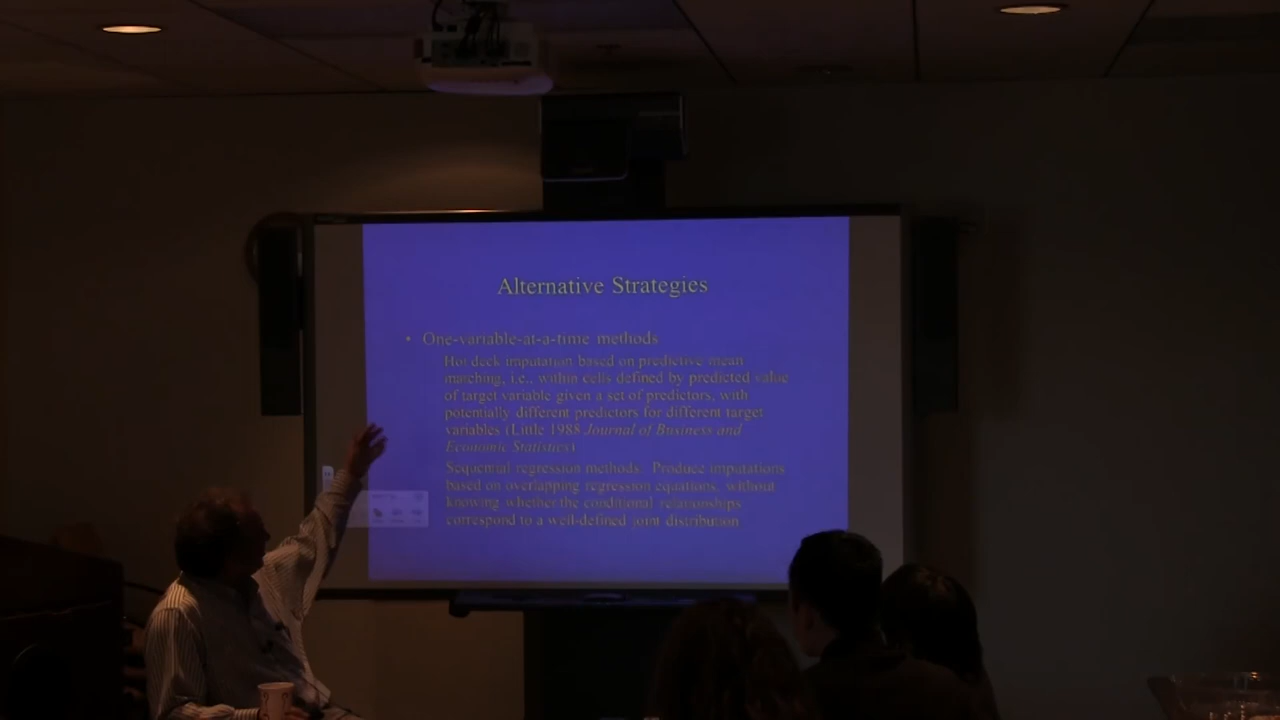 Alternative Strategies
• One-variable-at-a-time methods
Hot deck imputation based on predictive mean
matching, i.e., within cells defined by predicted value
of target variable given a set of predictors, with
potentially different predictors for different target
variables (Little 1988 Journal of Business and
Economic Statistics)
Sequential regression methods: Produce imputations
based on overlapping regression equations, without
knowing whether the conditional relationships
correspond to a well-defined joint distribution